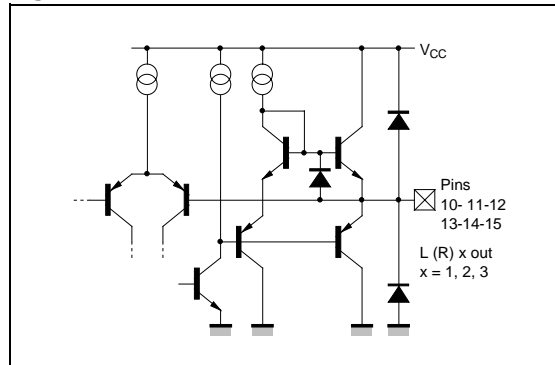 VCC
Pins
10- 11-12
13-14-15
L (R) x out
x = 1, 2, 3